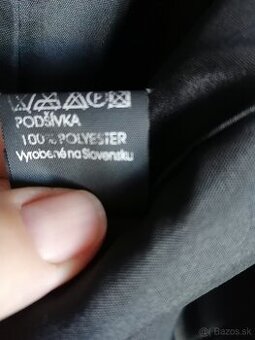 PODŠÍVKA
100% POLYESTER
Vyrobené na Slovensku
Bazos.sk